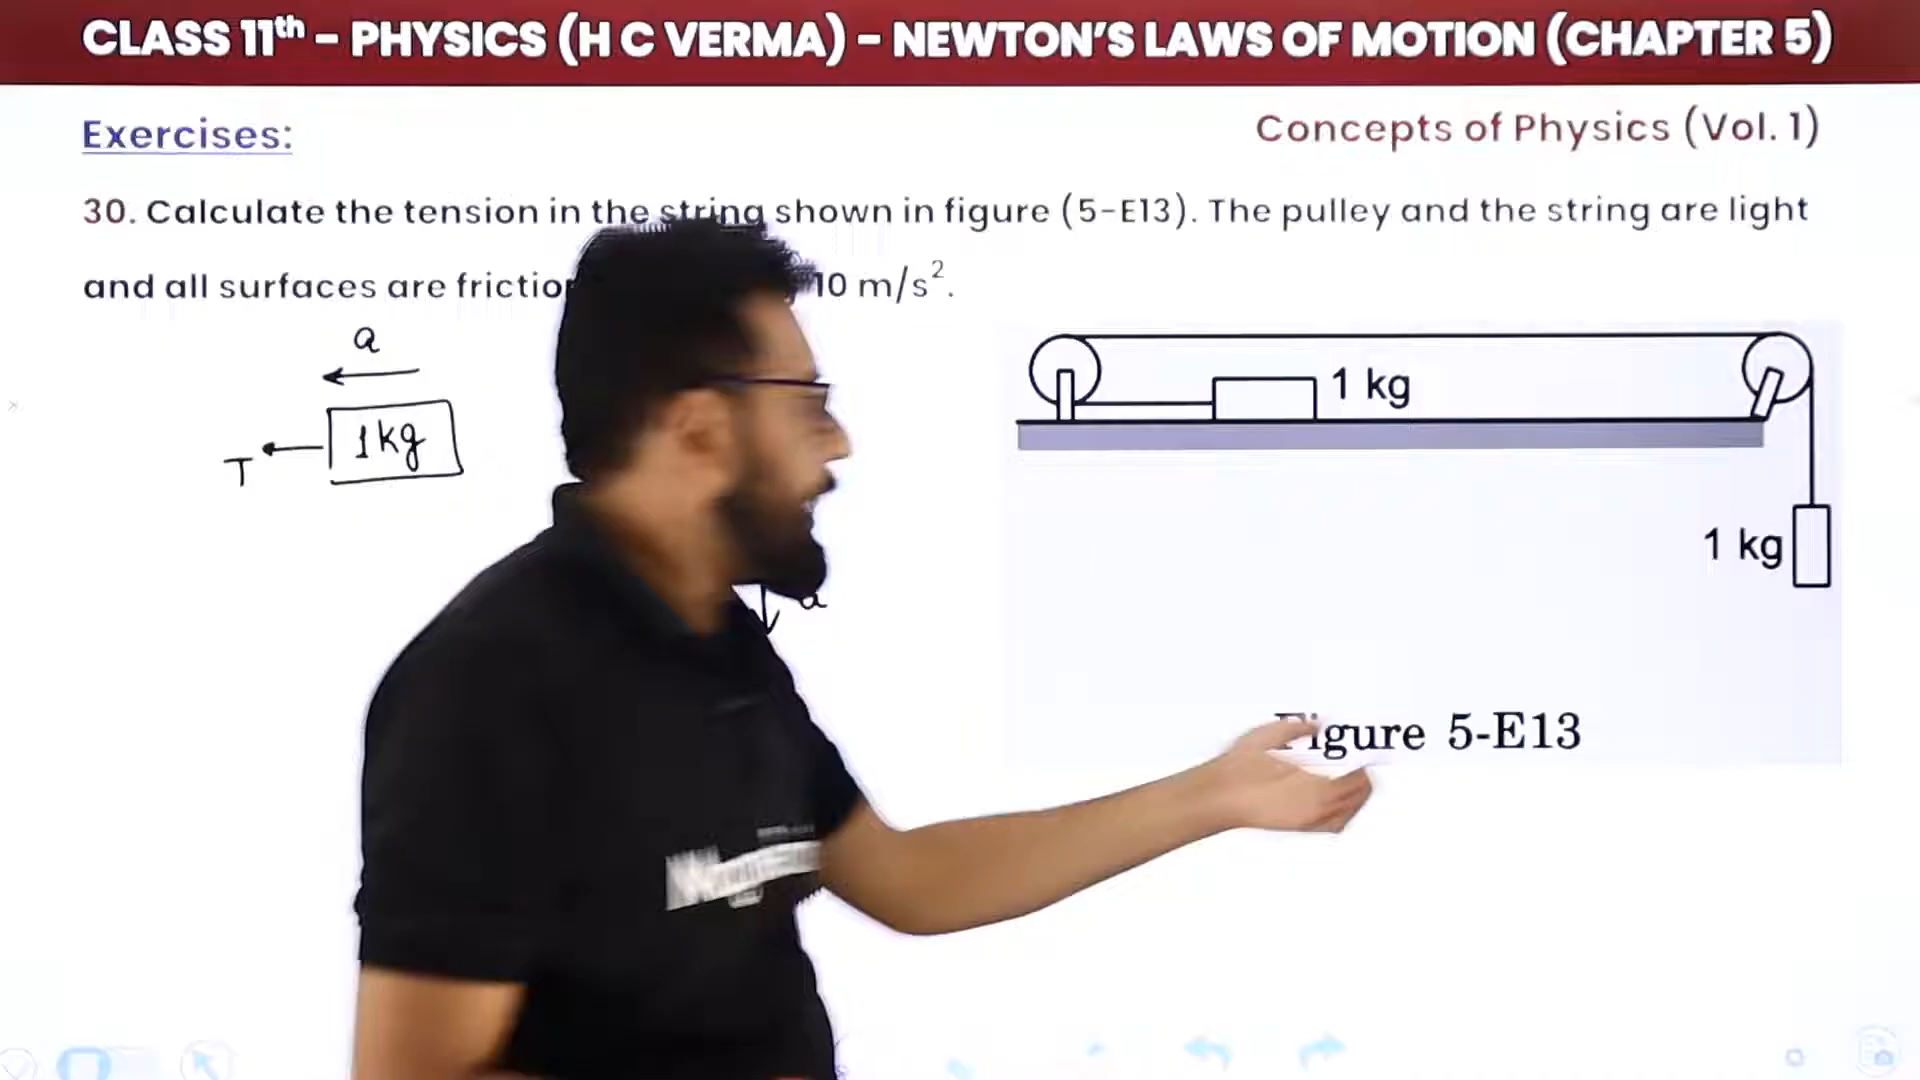 CLASS 11th – PHYSICS (H C VERMA) – NEWTON'S LAWS OF MOTION (CHAPTER 5)
Exercises:
Concepts of Physics (Vol. 1)
30. Calculate the tension in the string shown in figure (5-E13). The pulley and the string are light
and all surfaces are 10 m/s².
a
T 1kg
a
1 kg
1 kg
Figure 5-E13